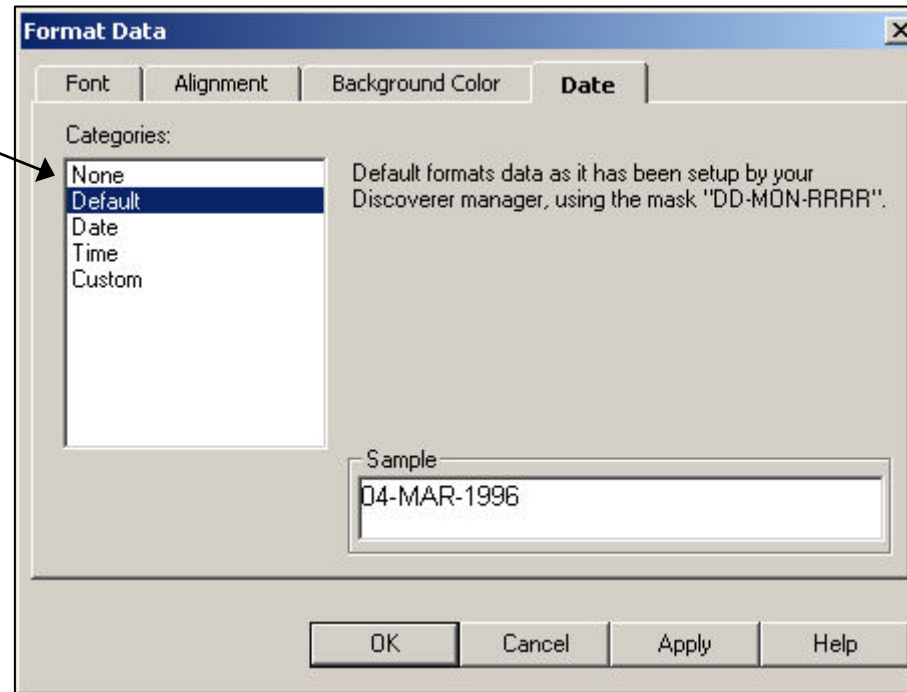 Format Data
Font Alignment Background Color Date
Categories:
None
Default
Date
Time
Custom
Default formats data as it has been setup by your
Discoverer manager, using the mask "DD-MON-RRRR".
Sample
04-MAR-1996
OK Cancel Apply Help